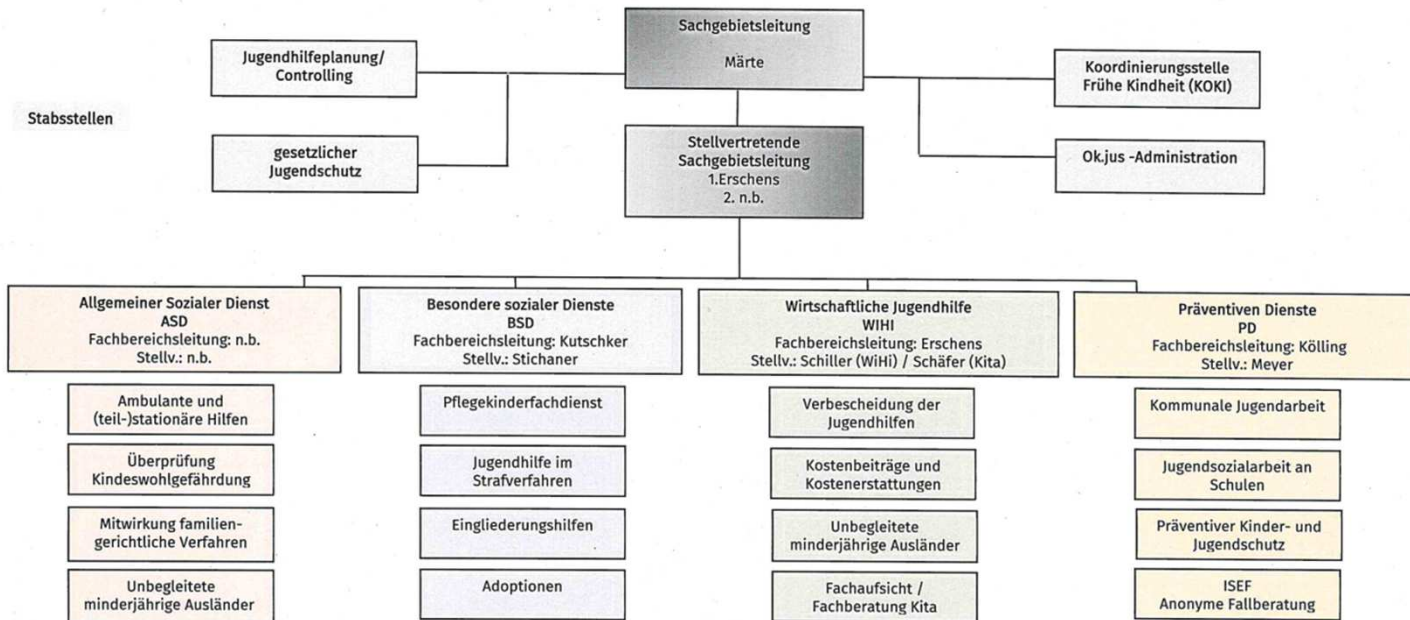 Sachgebietsleitung
Märte
Jugendhilfeplanung/
Controlling
Koordinierungsstelle
Frühe Kindheit (KOKI)
Stabsstellen
gesetzlicher
Jugendschutz
Stellvertretende
Sachgebietsleitung
1.Erschens
2. n.b.
Ok.jus -Administration
Allgemeiner Sozialer Dienst
ASD
Fachbereichsleitung: n.b.
Stellv.: n.b.
Besondere sozialer Dienste
BSD
Fachbereichsleitung: Kutschker
Stellv.: Stichaner
Wirtschaftliche Jugendhilfe
WIHI
Fachbereichsleitung: Erschens
Stellv.: Schiller (WiHi) / Schäfer (Kita)
Präventiven Dienste
PD
Fachbereichsleitung: Kölling
Stellv.: Meyer
Ambulante und
(teil-)stationäre Hilfen
Überprüfung
Kindeswohlgefährdung
Mitwirkung familien-
gerichtliche Verfahren
Unbegleitete
minderjährige Ausländer
Pflegekinderfachdienst
Jugendhilfe im
Strafverfahren
Eingliederungshilfen
Adoptionen
Verbescheidung der
Jugendhilfen
Kostenbeiträge und
Kostenerstattungen
Unbegleitete
minderjährige Ausländer
Fachaufsicht /
Fachberatung Kita
Kommunale Jugendarbeit
Jugendsozialarbeit an
Schulen
Präventiver Kinder- und
Jugendschutz
ISEF
Anonyme Fallberatung